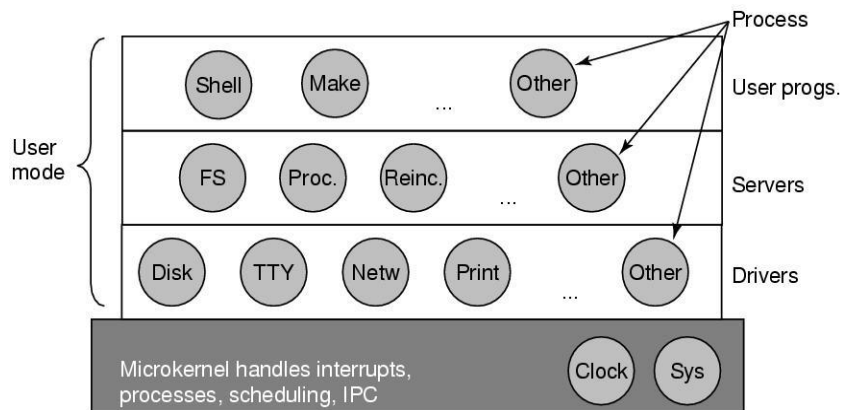 Process
Shell
Make
...
Other
User progs.
User
mode
FS
Proc.
Reinc.
...
Other
Servers
Disk
TTY
Netw
Print
...
Other
Drivers
Microkernel handles interrupts,
processes, scheduling, IPC
Clock
Sys